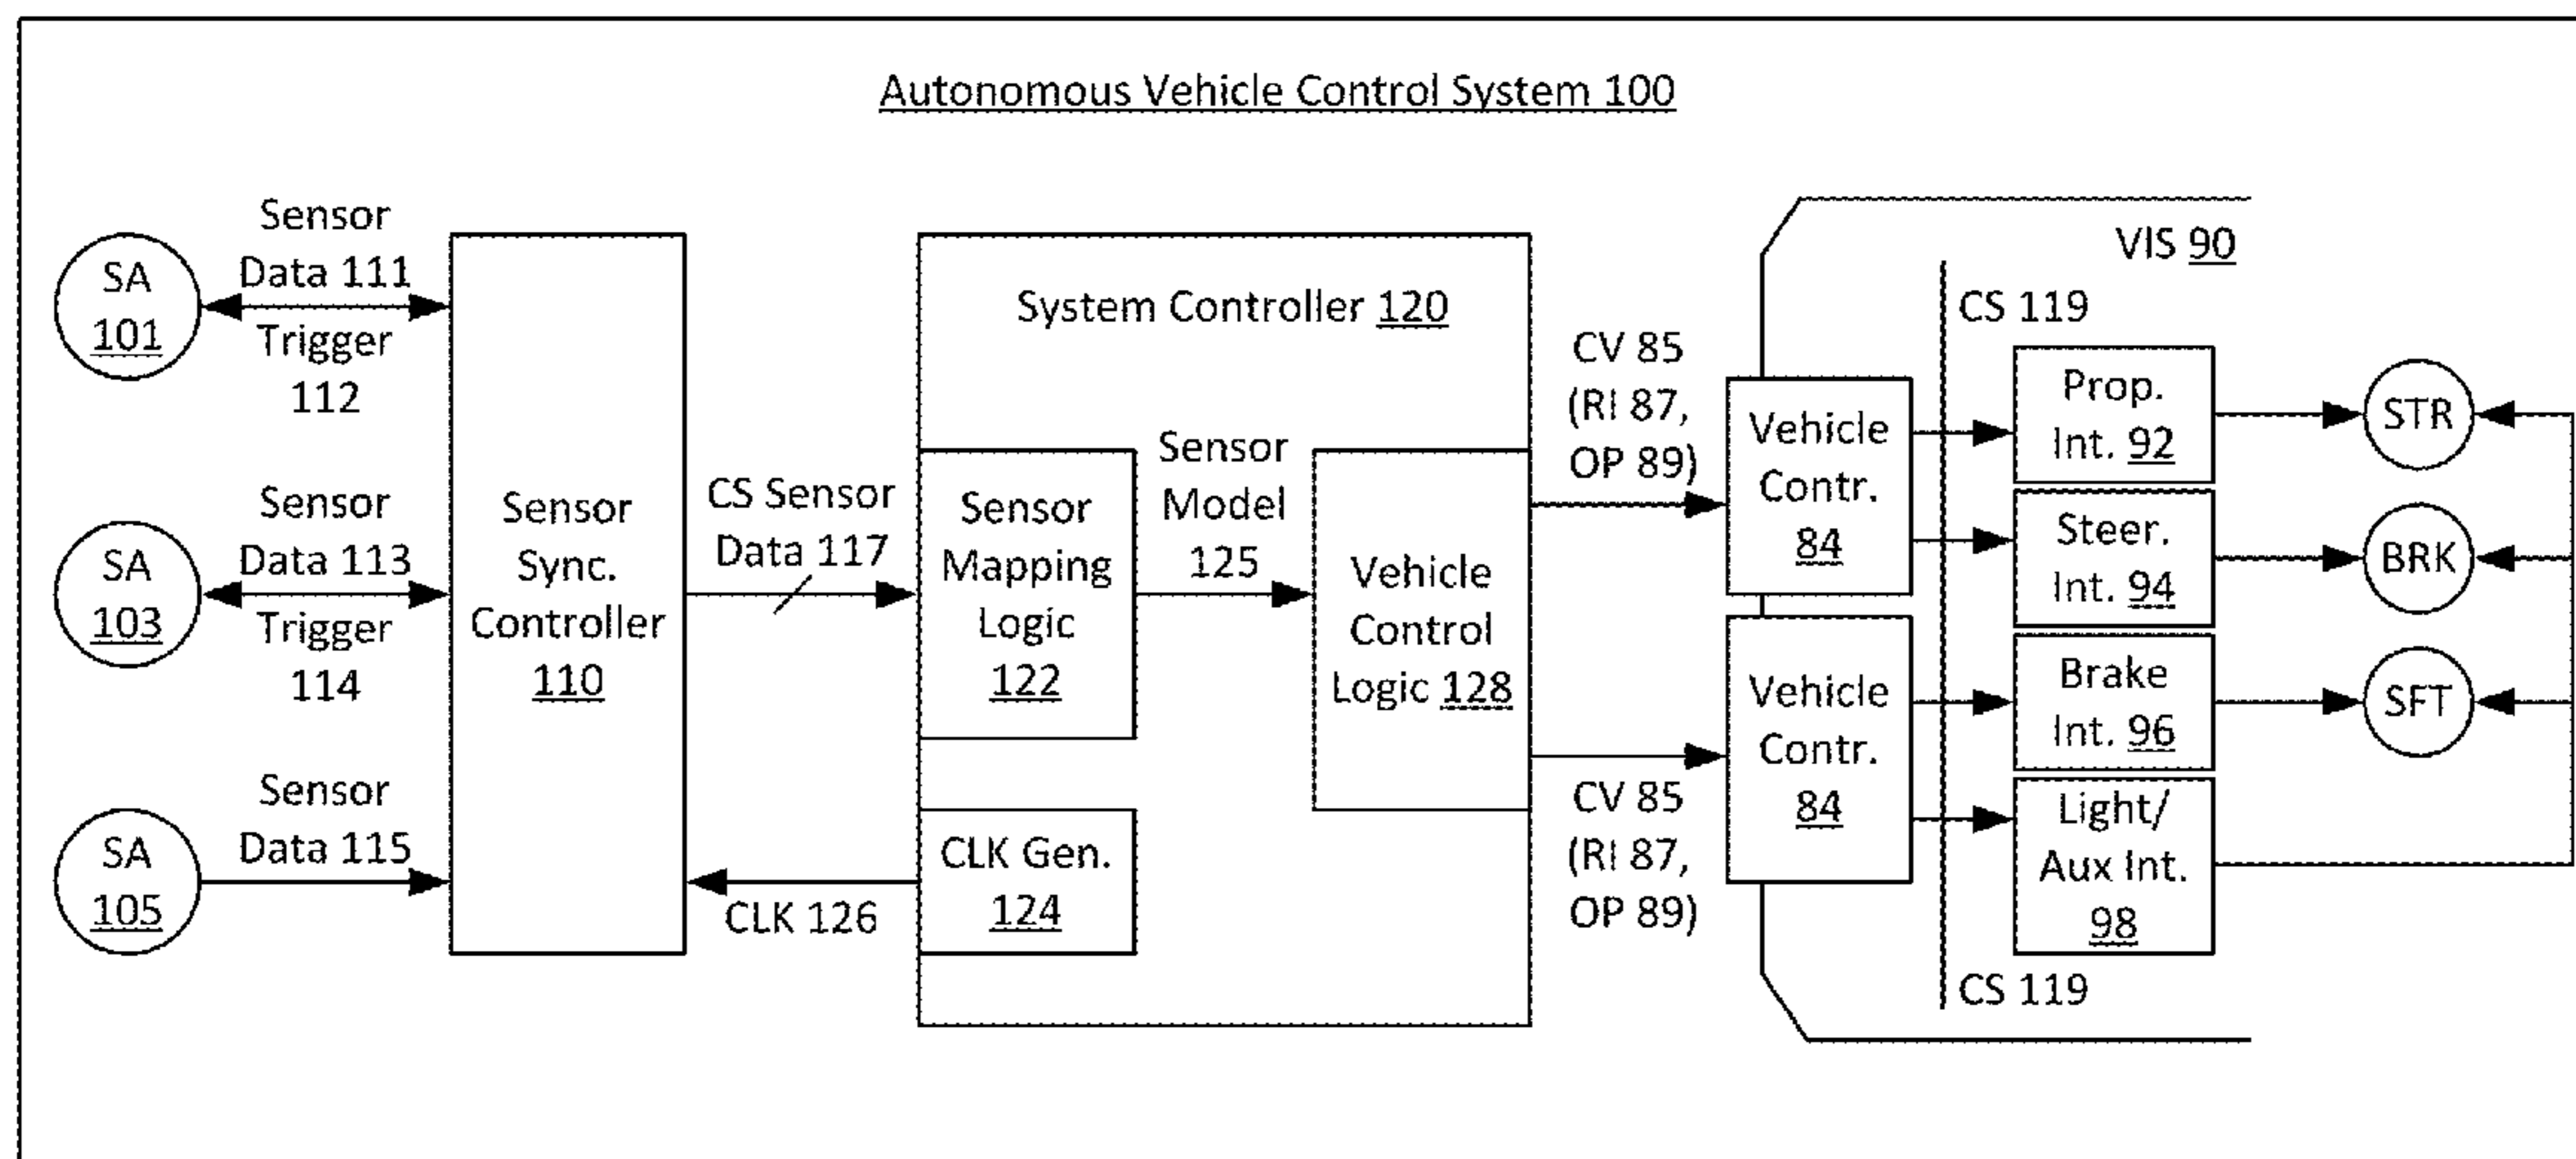 Autonomous Vehicle Control System 100
SA
101
Sensor
Data 111
Trigger
112
SA
103
Sensor
Data 113
Trigger
114
SA
105
Sensor
Data 115
Sensor
Sync.
Controller
110
CS Sensor
Data 117
CLK 126
System Controller 120
Sensor
Mapping
Logic
122
Sensor
Model
125
CLK Gen.
124
Vehicle
Control
Logic 128
CV 85
(RI 87,
OP 89)
CV 85
(RI 87,
OP 89)
VIS 90
Vehicle
Contr.
84
Vehicle
Contr.
84
CS 119
Prop.
Int. 92
Steer.
Int. 94
Brake
Int. 96
Light/
Aux Int.
98
CS 119
STR
BRK
SFT